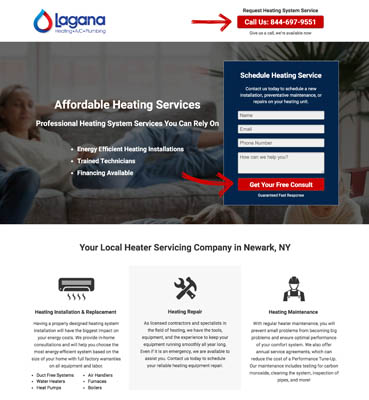 Lagana
Heating•A/C•Plumbing
Request Heating System Service
Call Us: 844-697-9551
Give us a call, we're available now
Affordable Heating Services
Professional Heating System Services You Can Rely On
• Energy Efficient Heating Installations
• Trained Technicians
• Financing Available
Schedule Heating Service
Contact us today to schedule a new
installation, preventative maintenance, or
repairs on your heating unit.
Name
Email
Phone Number
How can we help you?
Get Your Free Consult
Guaranteed Fast Response
Your Local Heater Servicing Company in Newark, NY
Heating Installation & Replacement
Having a properly designed heating
system installation will have the biggest impact on
your energy costs. We provide in-home
consultations and will help you choose the
most energy-efficient system based on the
size of your home with full factory warranties
on all equipment and labor.
• Duct Free Systems
• Water Heaters
• Heat Pumps
• Air Handlers
• Furnaces
• Boilers
Heating Repair
As licensed contractors and specialists in
the field of heating, we have the tools,
equipment, and the experience to keep your
equipment running smoothly all year long.
Even if it is an emergency, we are available to
assist you. Contact us today to schedule
your reliable heating equipment repair.
Heating Maintenance
With regular heater maintenance, you will
prevent small problems from becoming big
problems and ensure optimal performance
of your comfort system. We also offer
annual service agreements, which can
reduce the cost of a Performance Tune-Up.
Our maintenance includes testing for carbon
monoxide, cleaning the system, inspection of
pipes, and more!